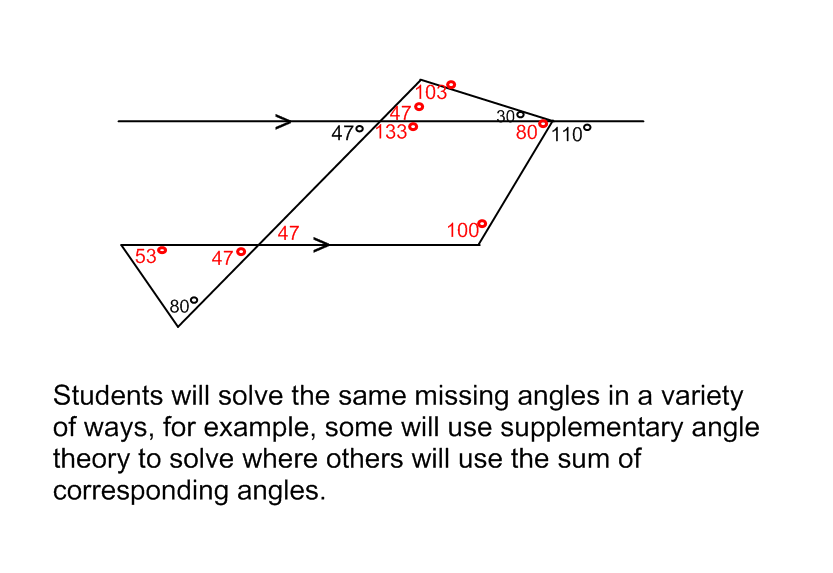 103°
47° 30°
47° 133° 80° 110°
47 100°
53° 47°
80°
Students will solve the same missing angles in a variety
of ways, for example, some will use supplementary angle
theory to solve where others will use the sum of
corresponding angles.